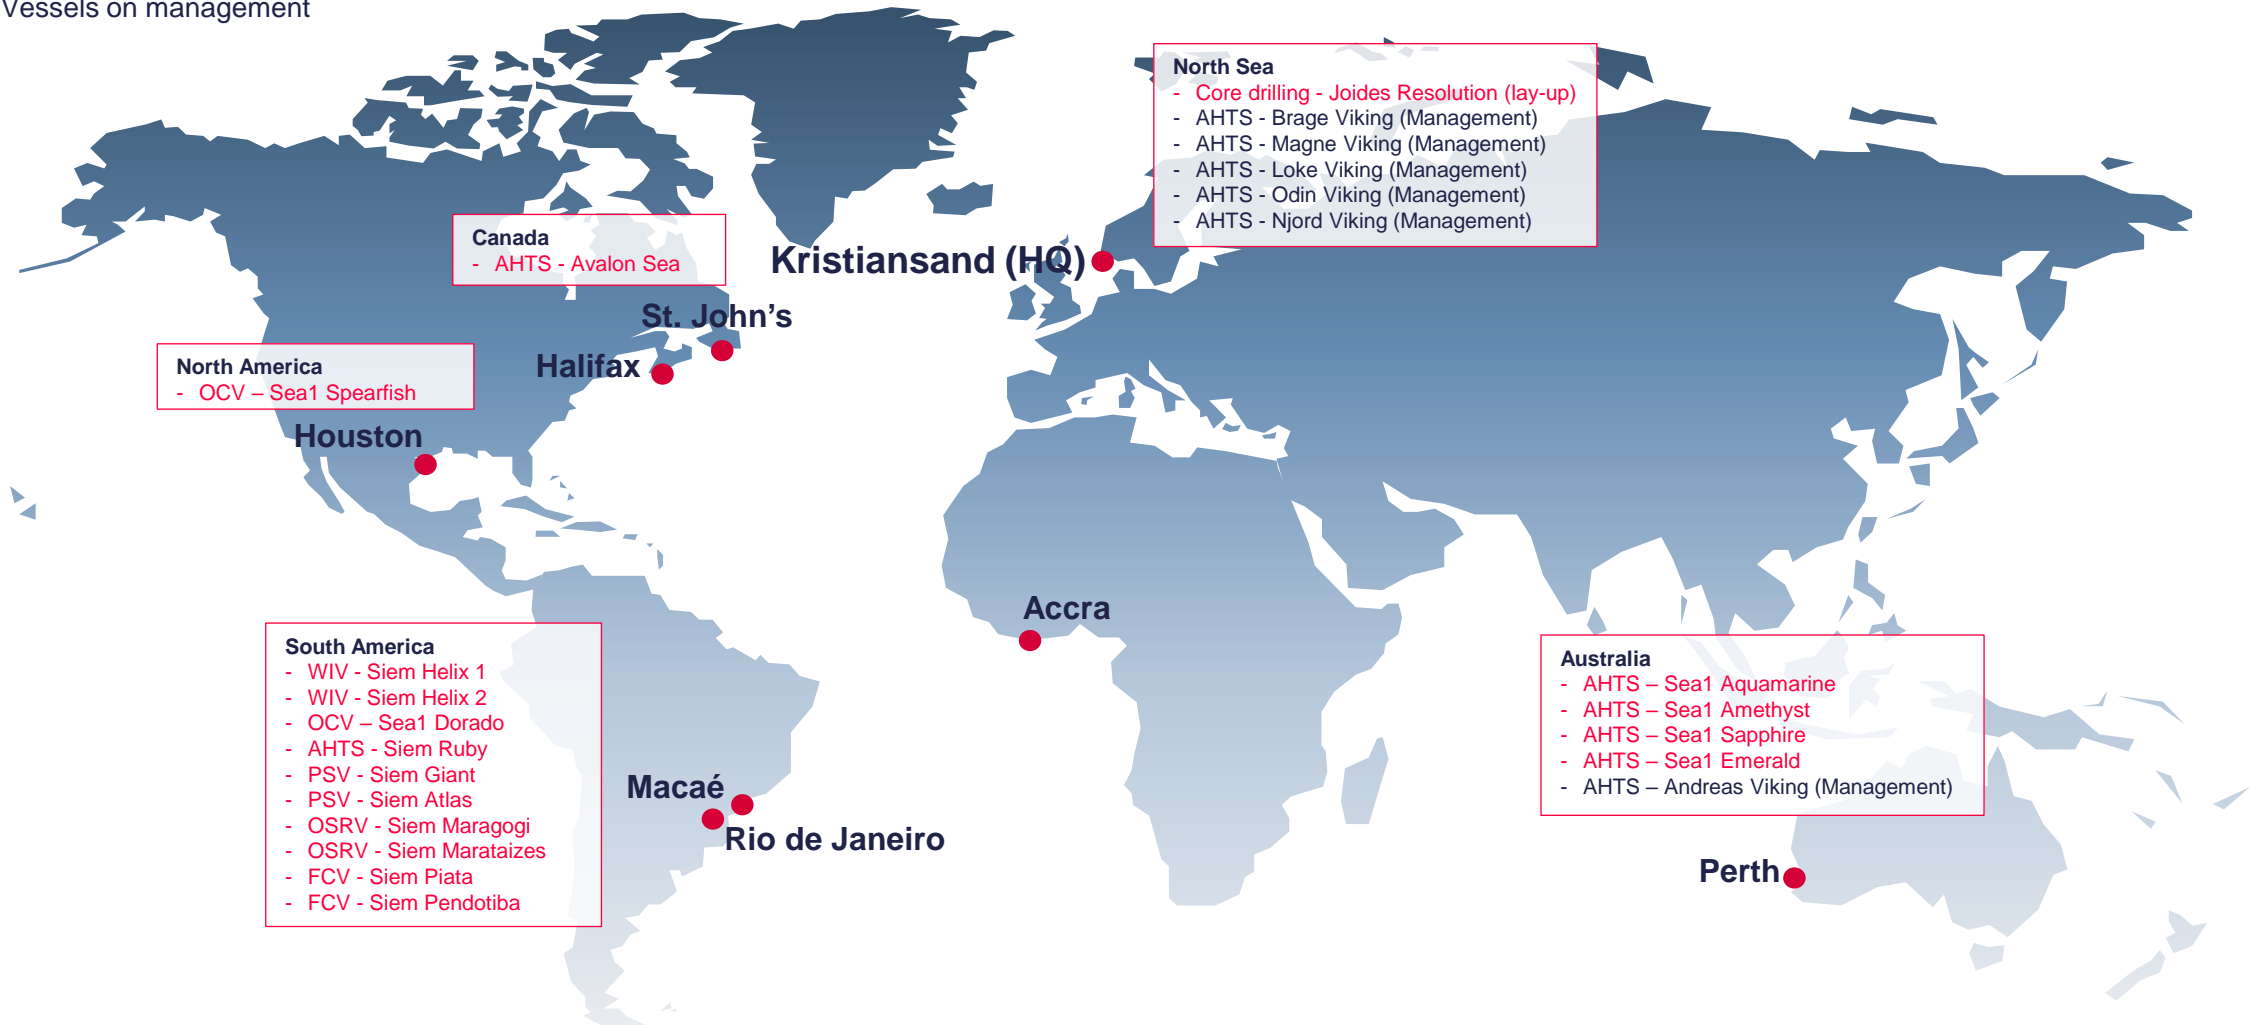 Vessels on management
North Sea
- Core drilling - Joides Resolution (lay-up)
- AHTS - Brage Viking (Management)
- AHTS - Magne Viking (Management)
- AHTS - Loke Viking (Management)
- AHTS - Odin Viking (Management)
- AHTS - Njord Viking (Management)
Canada
- AHTS - Avalon Sea
Kristiansand (HQ)
St. John’s
Halifax
North America
- OCV – Sea1 Spearfish
Houston
Accra
South America
- WIV - Siem Helix 1
- WIV - Siem Helix 2
- OCV – Sea1 Dorado
- AHTS - Siem Ruby
- PSV - Siem Giant
- PSV - Siem Atlas
- OSRV - Siem Maragogi
- OSRV - Siem Marataizes
- FCV - Siem Piata
- FCV - Siem Pendotiba
Macaé
Rio de Janeiro
Australia
- AHTS – Sea1 Aquamarine
- AHTS – Sea1 Amethyst
- AHTS – Sea1 Sapphire
- AHTS – Sea1 Emerald
- AHTS – Andreas Viking (Management)
Perth